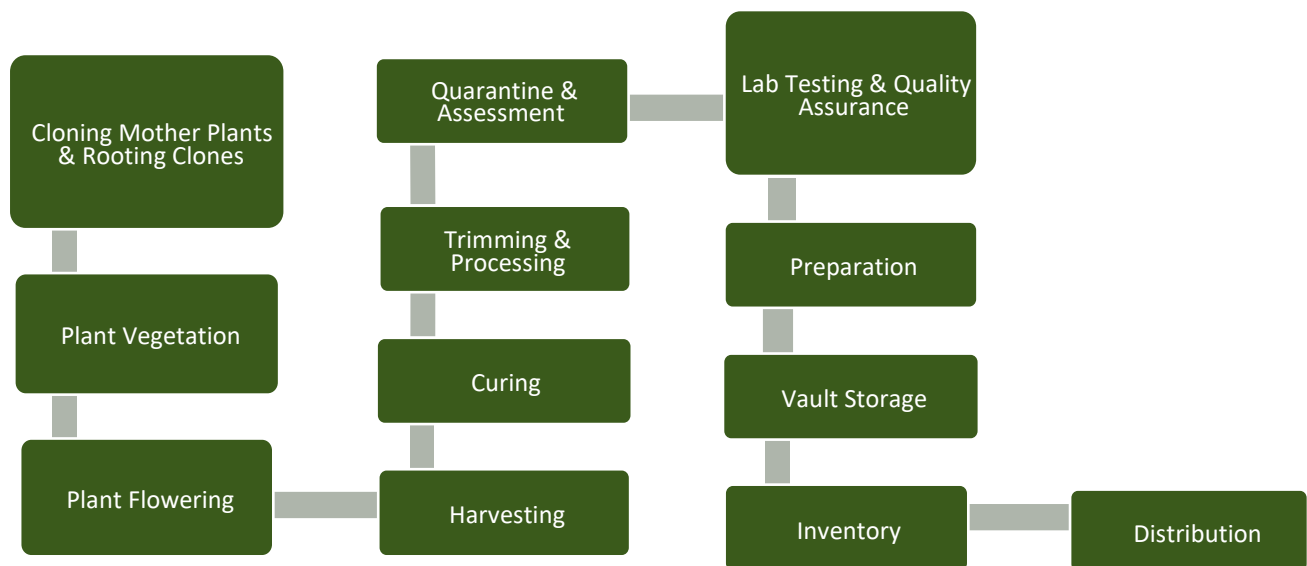 Cloning Mother Plants
& Rooting Clones
Plant Vegetation
Plant Flowering
Harvesting
Curing
Trimming &
Processing
Quarantine &
Assessment
Lab Testing & Quality
Assurance
Preparation
Vault Storage
Inventory
Distribution